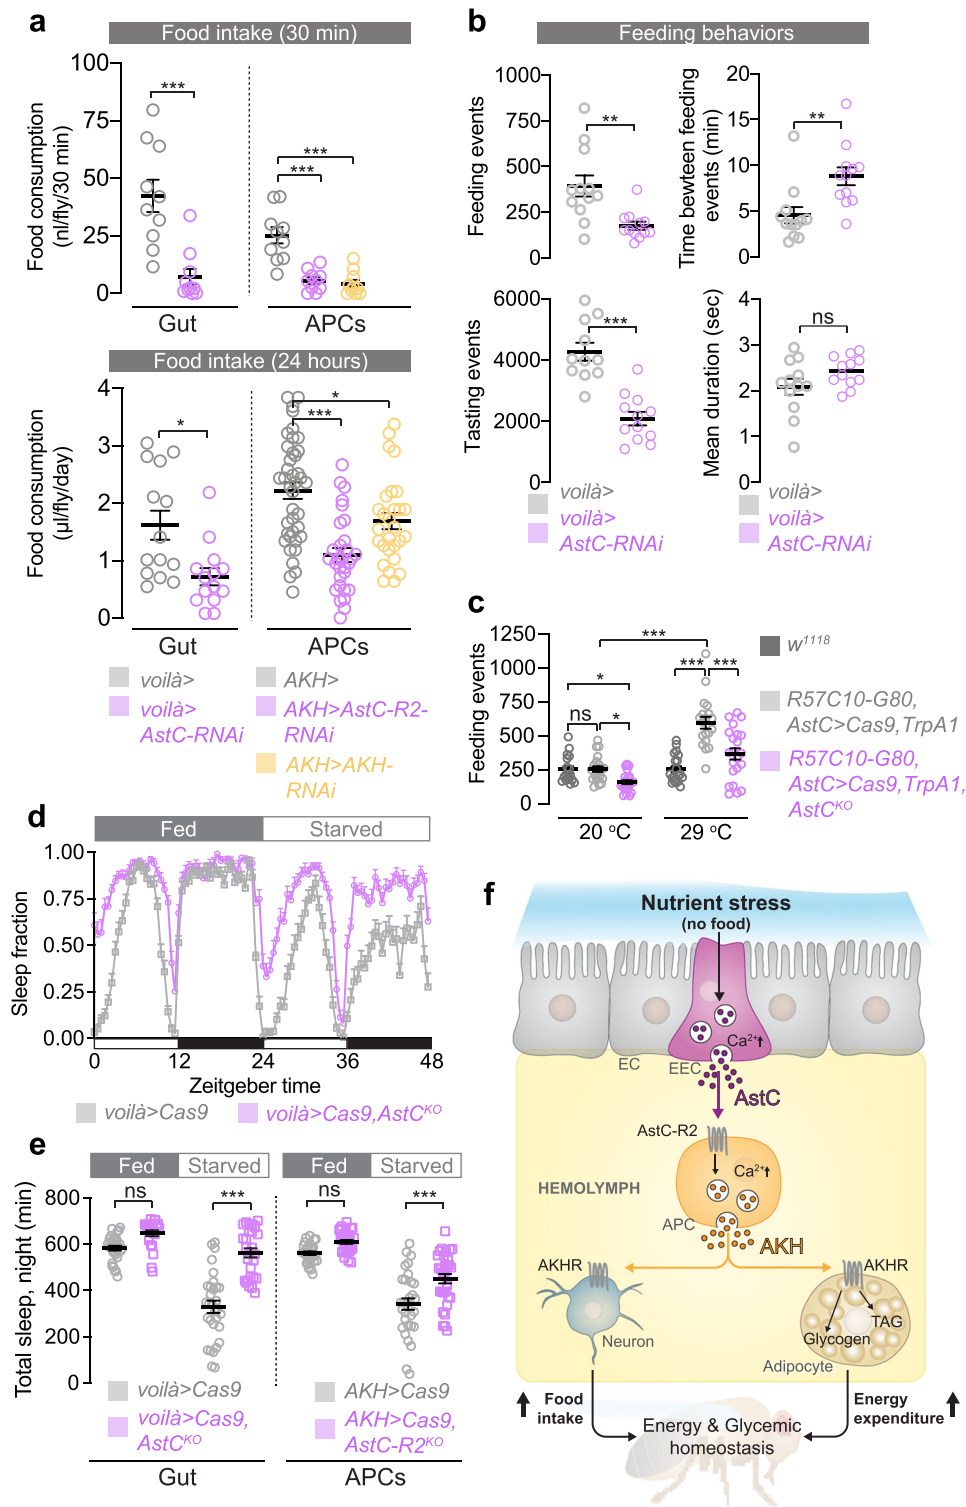 a
Food intake (30 min)
Food consumption
(nl/fly/30 min)
100
75
50
25
0
***
***
***
Gut
APCs
Food intake (24 hours)
Food consumption
(µl/fly/day)
4
3
2
1
0
*
*
***
Gut
APCs
voilà>
voilà>
AstC-RNAi
AKH>
AKH>AstC-R2-
RNAi
AKH>AKH-
RNAi
b
Feeding behaviors
Feeding events
1000
750
500
250
0
**
Time bewteen feeding
events (min)
20
15
10
5
0
**
Tasting events
6000
4000
2000
0
***
Mean duration (sec)
4
3
2
1
0
ns
voilà>
voilà>
AstC-RNAi
voilà>
voilà>
AstC-RNAi
c
Feeding events
1250
1000
750
500
250
0
***
*
ns
*
***
***
20 °C
29 °C
w1118
R57C10-G80,
AstC>Cas9,TrpA1
R57C10-G80,
AstC>Cas9,TrpA1,
AstCKO
d
Fed
Starved
Sleep fraction
1.00
0.75
0.50
0.25
0.00
0
12
24
36
48
Zeitgeber time
voilà>Cas9
voilà>Cas9,AstCKO
e
Fed
Starved
Fed
Starved
Total sleep, night (min)
800
600
400
200
0
ns
***
ns
***
voilà>Cas9
voilà>Cas9,
AstCKO
AKH>Cas9
AKH>Cas9,
AstC-R2KO
Gut
APCs
f
Nutrient stress
(no food)
Ca2+
EC
EEC
AstC
AstC-R2
Ca2+
HEMOLYMPH
APC
AKH
AKHR
AKHR
TAG
Glycogen
Neuron
Adipocyte
Food
intake
Energy
expenditure
Energy & Glycemic
homeostasis